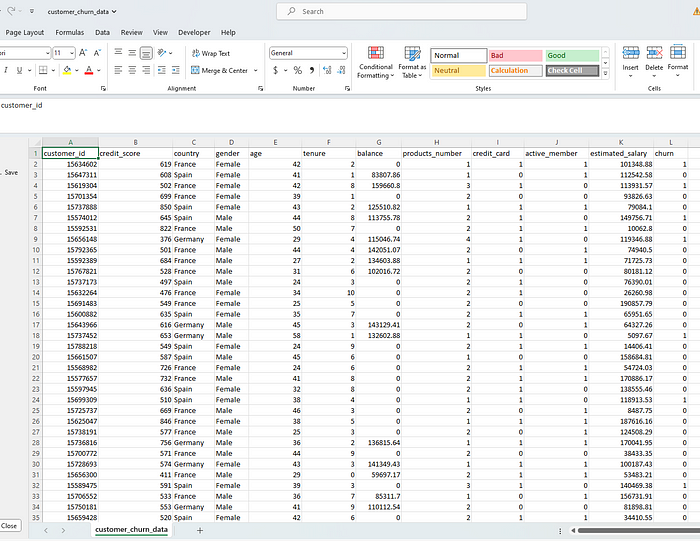 customer_churn_data
Search
Page Layout Formulas Data Review View Developer Help
11 A A Wrap Text General Normal Bad Good
I U A Merge & Center $ % Conditional Formatting Format as Table Neutral Calculation Check Cell Insert Delete Format
Font Alignment Number Styles Cells
customer_id
A B C D E F G H I J K L
1 customer_id credit_score country gender age tenure balance products_number credit_card active_member estimated_salary churn
2 15634602 619 France Female 42 2 0 1 1 1 101348.88 1
3 15647311 608 Spain Female 41 1 83807.86 1 0 1 112542.58 0
4 15619304 502 France Female 42 8 159660.8 3 1 0 113931.57 1
5 15701354 699 France Female 39 1 0 2 0 0 93826.63 0
6 15737888 850 Spain Female 43 2 125510.82 1 1 1 79084.1 0
7 15574012 645 Spain Male 44 8 113755.78 2 1 0 149756.71 1
8 15592531 822 France Male 50 7 0 2 1 1 10062.8 0
9 15656148 376 Germany Female 29 4 115046.74 4 1 0 119346.88 1
10 15792365 501 France Male 44 4 142051.07 2 0 1 74940.5 0
11 15592389 684 France Male 27 2 134603.88 1 1 1 71725.73 0
12 15767821 528 France Male 31 6 102016.72 2 0 0 80181.12 0
13 15737173 497 Spain Male 24 3 0 2 1 0 76390.01 0
14 15632264 476 France Female 34 10 0 2 1 0 26260.98 0
15 15691483 549 France Female 25 5 0 2 0 0 190857.79 0
16 15600882 635 Spain Female 35 7 0 2 1 1 65951.65 0
17 15643966 616 Germany Male 45 3 143129.41 2 0 1 64327.26 0
18 15737452 653 Germany Male 58 1 132602.88 1 1 0 5097.67 1
19 15788218 549 Spain Female 24 9 0 2 1 1 14406.41 0
20 15661507 587 Spain Male 45 6 0 1 0 0 158684.81 0
21 15568982 726 France Female 24 6 0 2 1 1 54724.03 0
22 15577657 732 France Male 41 8 0 2 1 1 170886.17 0
23 15597945 636 Spain Female 32 8 0 2 1 0 138555.46 0
24 15699309 510 Spain Female 38 4 0 1 1 0 118913.53 1
25 15725737 669 France Male 46 3 0 2 0 1 8487.75 0
26 15625047 846 France Female 38 5 0 1 1 1 187616.16 0
27 15738191 577 France Male 25 3 0 2 0 1 124508.29 0
28 15736816 756 Germany Male 36 2 136815.64 1 1 1 170041.95 0
29 15700772 571 France Male 44 9 0 2 0 0 38433.35 0
30 15728693 574 Germany Female 43 3 141349.43 1 1 1 100187.43 0
31 15656300 411 France Male 29 0 59697.17 2 1 1 53483.21 0
32 15589475 591 Spain Female 39 3 0 3 1 0 140469.38 1
33 15706552 533 France Male 36 7 85311.7 1 0 1 156731.91 0
34 15750181 553 Germany Male 41 9 110112.54 2 0 0 81898.81 0
35 15659428 520 Spain Female 42 6 0 2 1 1 34410.55 0
Save
Close
customer_churn_data